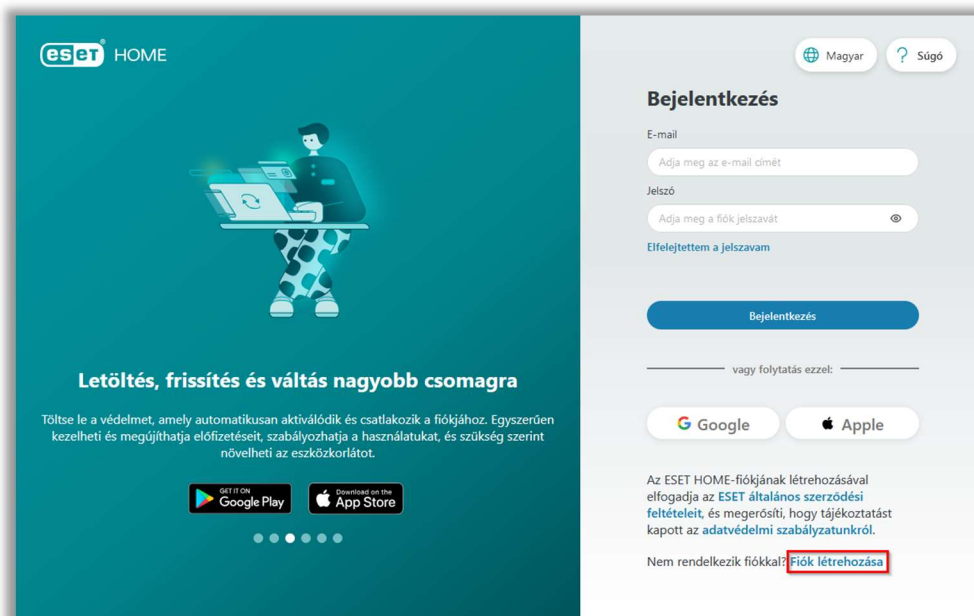 eset HOME
Letöltés, frissítés és váltás nagyobb csomagra
Töltse le a védelmet, amely automatikusan aktiválódik és csatlakozik a fiókjához. Egyszerűen
kezelheti és megújíthatja előfizetéseit, szabályozhatja a használatukat, és szükség szerint
növelheti az eszközkorlátot.
GET IT ON
Google Play
Download on the
App Store
Magyar
Súgó
Bejelentkezés
E-mail
Adja meg az e-mail címét
Jelszó
Adja meg a fiók jelszavát
Elfelejtettem a jelszavam
Bejelentkezés
vagy folytatás ezzel:
Google
Apple
Az ESET HOME-fiókjának létrehozásával
elfogadja az ESET általános szerződési
feltételeit, és megerősíti, hogy tájékoztatást
kapott az adatvédelmi szabályzatunkról.
Nem rendelkezik fiókkal? Fiók létrehozása